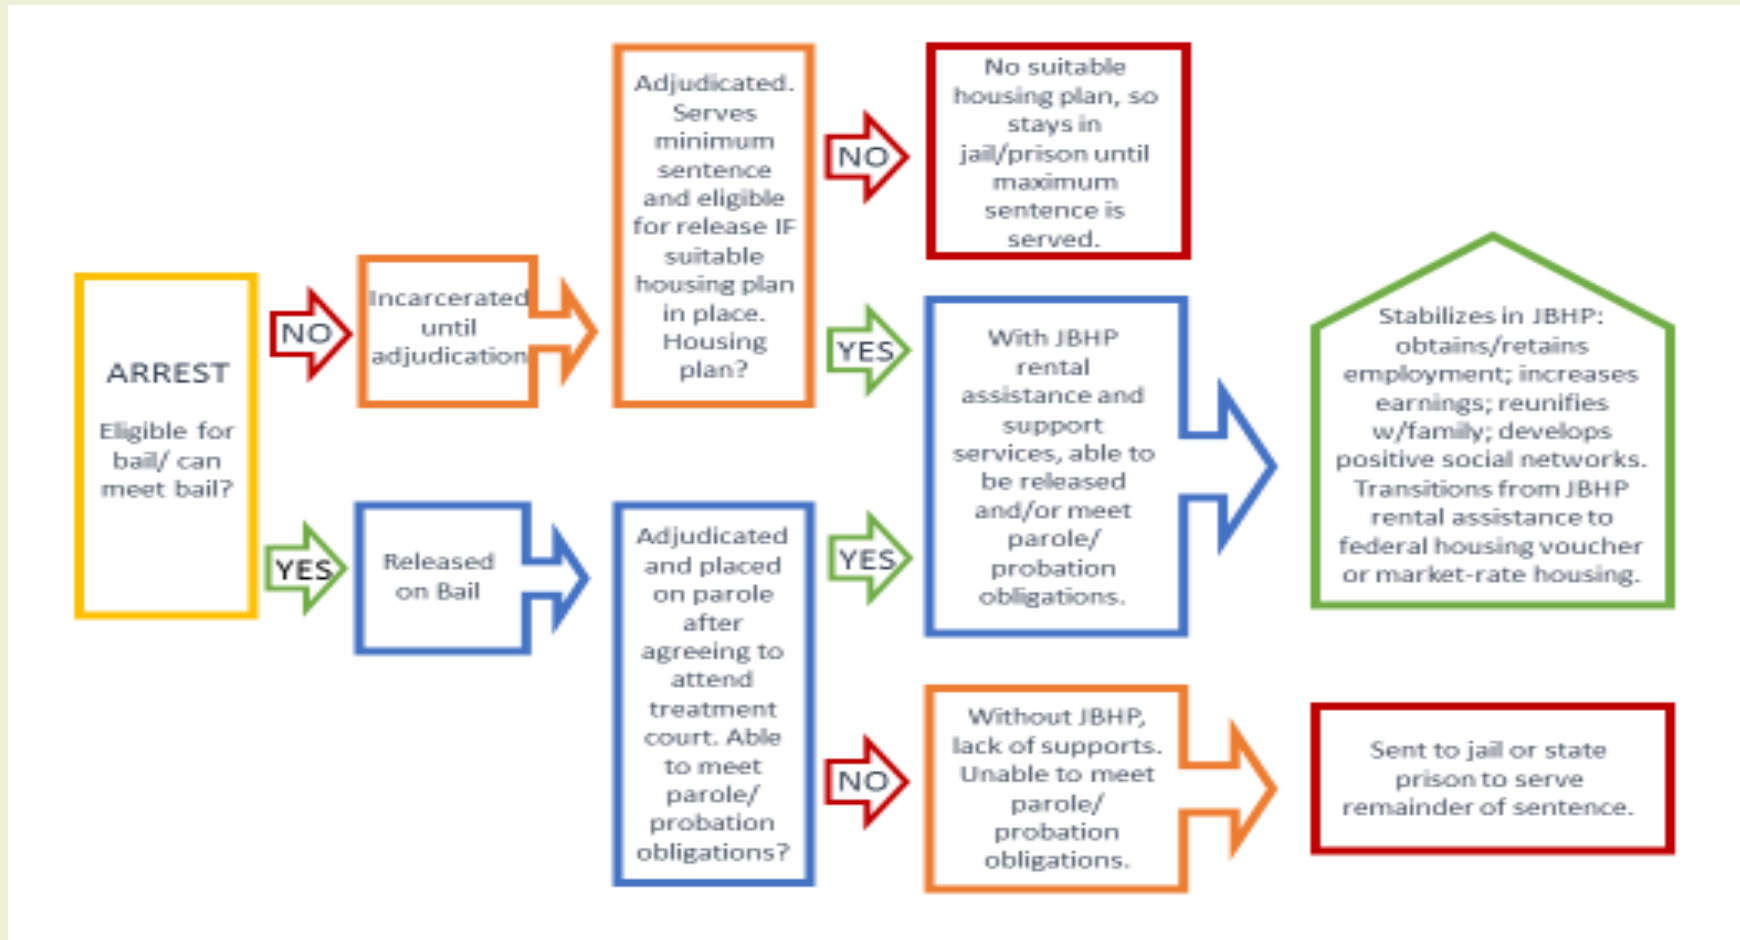 ARREST
Eligible for
bail/ can
meet bail?
NO
Incarcerated
until
adjudication
Adjudicated.
Serves
minimum
sentence
and eligible
for release IF
suitable
housing plan
in place.
Housing
plan?
NO
No suitable
housing plan, so
stays in
jail/prison until
maximum
sentence is
served.
YES
With JBHP
rental
assistance and
support
services, able to
be released
and/or meet
parole/
probation
obligations.
Stabilizes in JBHP:
obtains/retains
employment; increases
earnings; reunifies
w/family; develops
positive social networks.
Transitions from JBHP
rental assistance to
federal housing voucher
or market-rate housing.
YES
Released
on Bail
Adjudicated
and placed
on parole
after
agreeing to
attend
treatment
court. Able
to meet
parole/
probation
obligations?
YES
NO
Without JBHP,
lack of supports.
Unable to meet
parole/
probation
obligations.
Sent to jail or state
prison to serve
remainder of sentence.